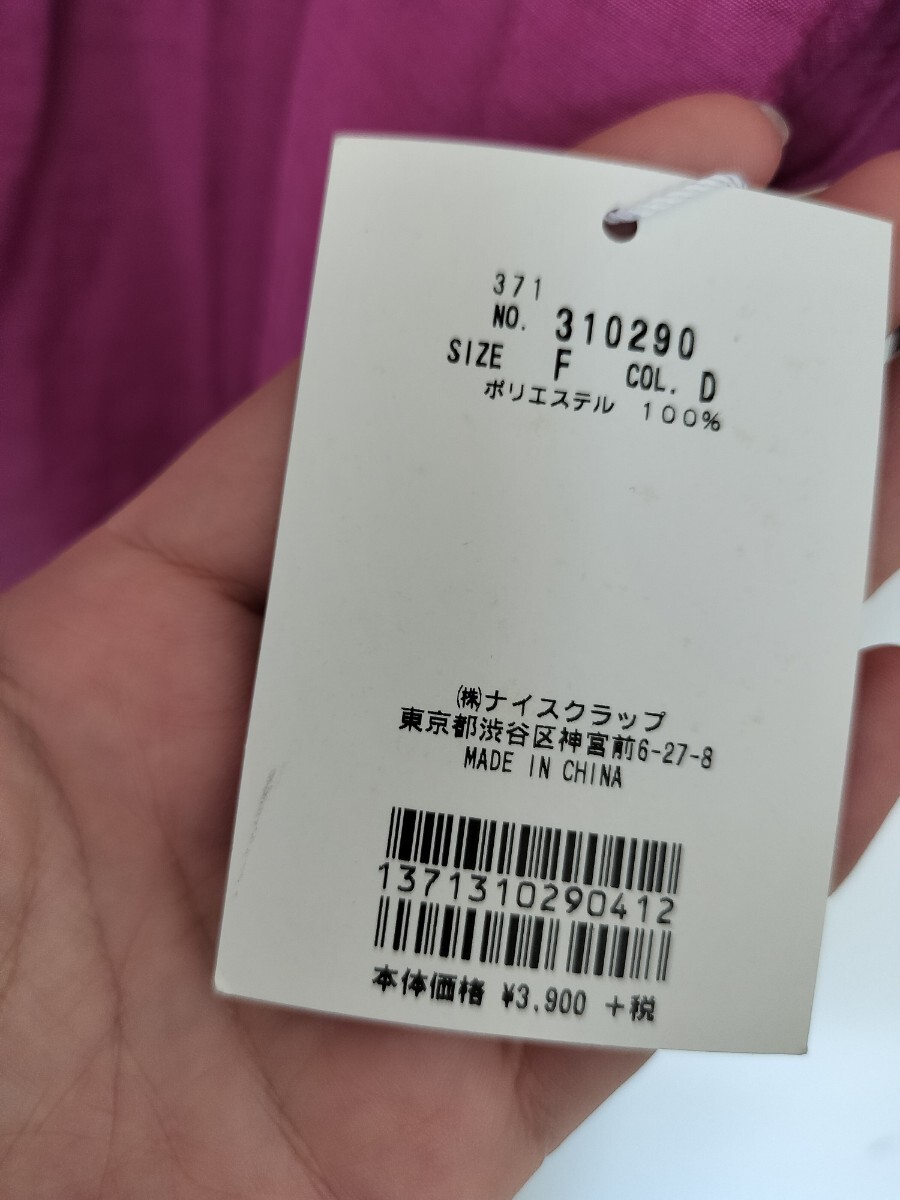 371
NO. 310290
SIZE F COL. D
ポリエステル 100%
㈱ナイスクラップ
東京都渋谷区神宮前6-27-8
MADE IN CHINA
1371310290412
本体価格 ¥3,900 +税